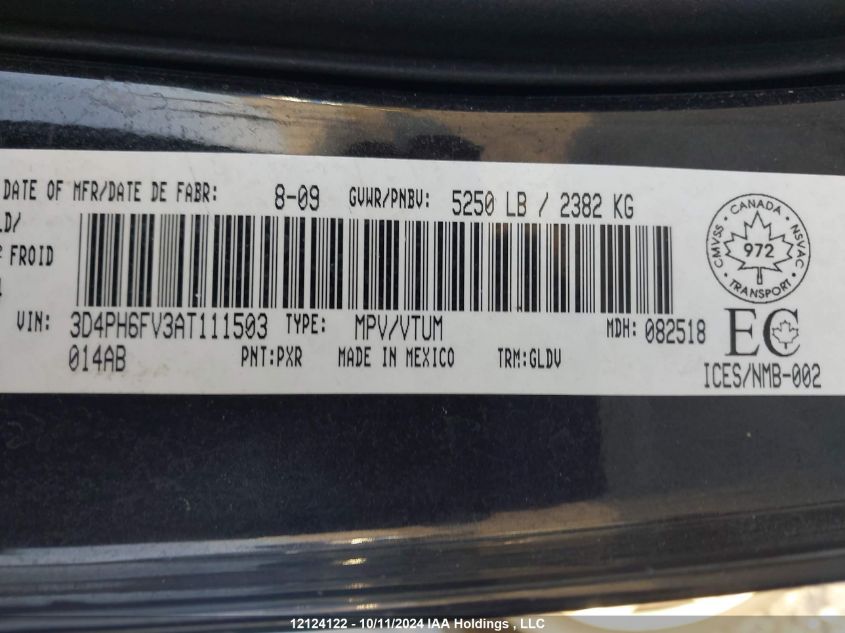 DATE OF MFR/DATE DE FABR: 8-09 GVWR/PNBV: 5250 LB / 2382 KG
LD/
FROID
VIN: 3D4PH6FV3AT111503 TYPE: MPV/VTUM MDH: 082518
014AB PNT:PXR MADE IN MEXICO TRM:GLDV
CMVSS CANADA NSVAC
972
TRANSPORT
EC
ICES/NMB-002
12124122 - 10/11/2024 IAA Holdings , LLC